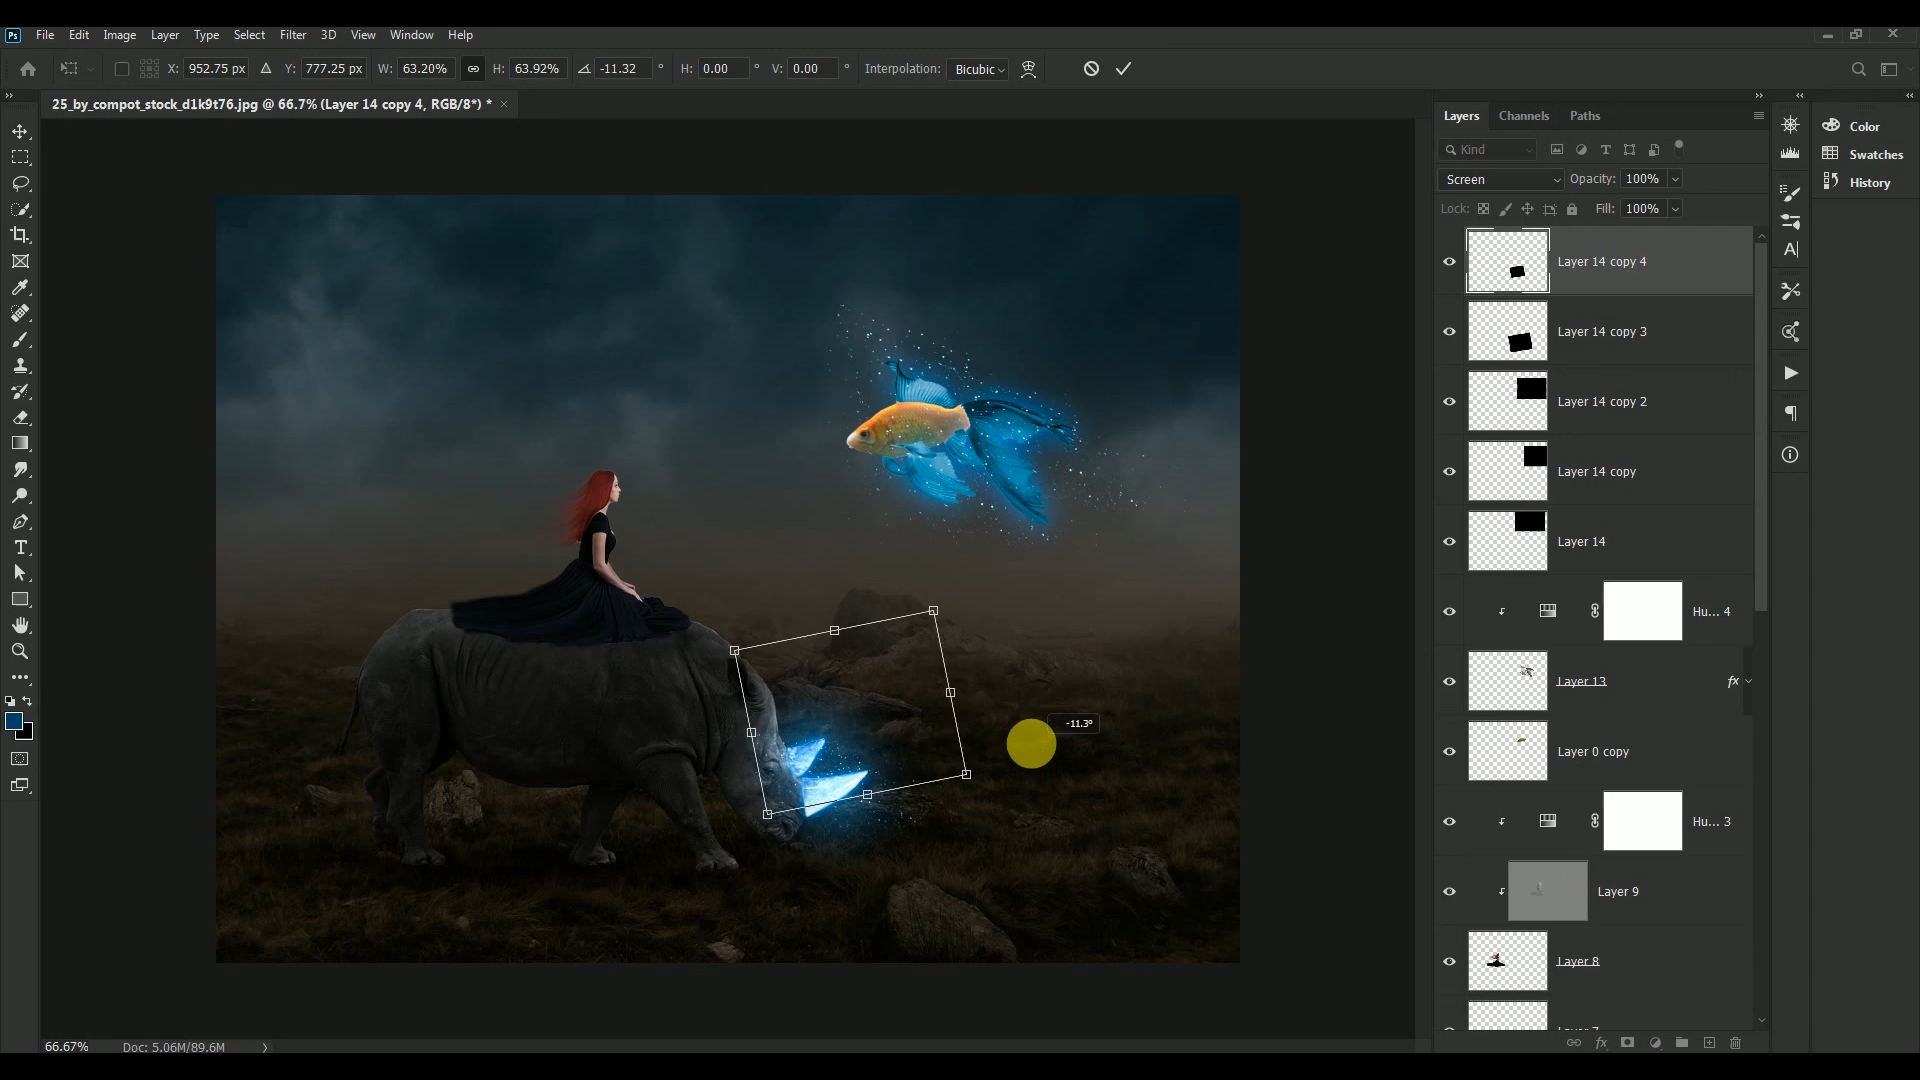 Ps File Edit Image Layer Type Select Filter 3D View Window Help
X: 952.75 px Y: 777.25 px W: 63.20% H: 63.92% -11.32 ° H: 0.00 ° V: 0.00 ° Interpolation: Bicubic
25_by_compot_stock_d1k9t76.jpg @ 66.7% (Layer 14 copy 4, RGB/8*) *
Layers Channels Paths
Color
Kind
Swatches
Screen Opacity: 100%
History
Lock: Fill: 100%
Layer 14 copy 4
Layer 14 copy 3
Layer 14 copy 2
Layer 14 copy
Layer 14
Hu... 4
Layer 13 fx
-11.3°
Layer 0 copy
Hu... 3
Layer 9
Layer 8
66.67% Doc: 5.06M/89.6M
fx